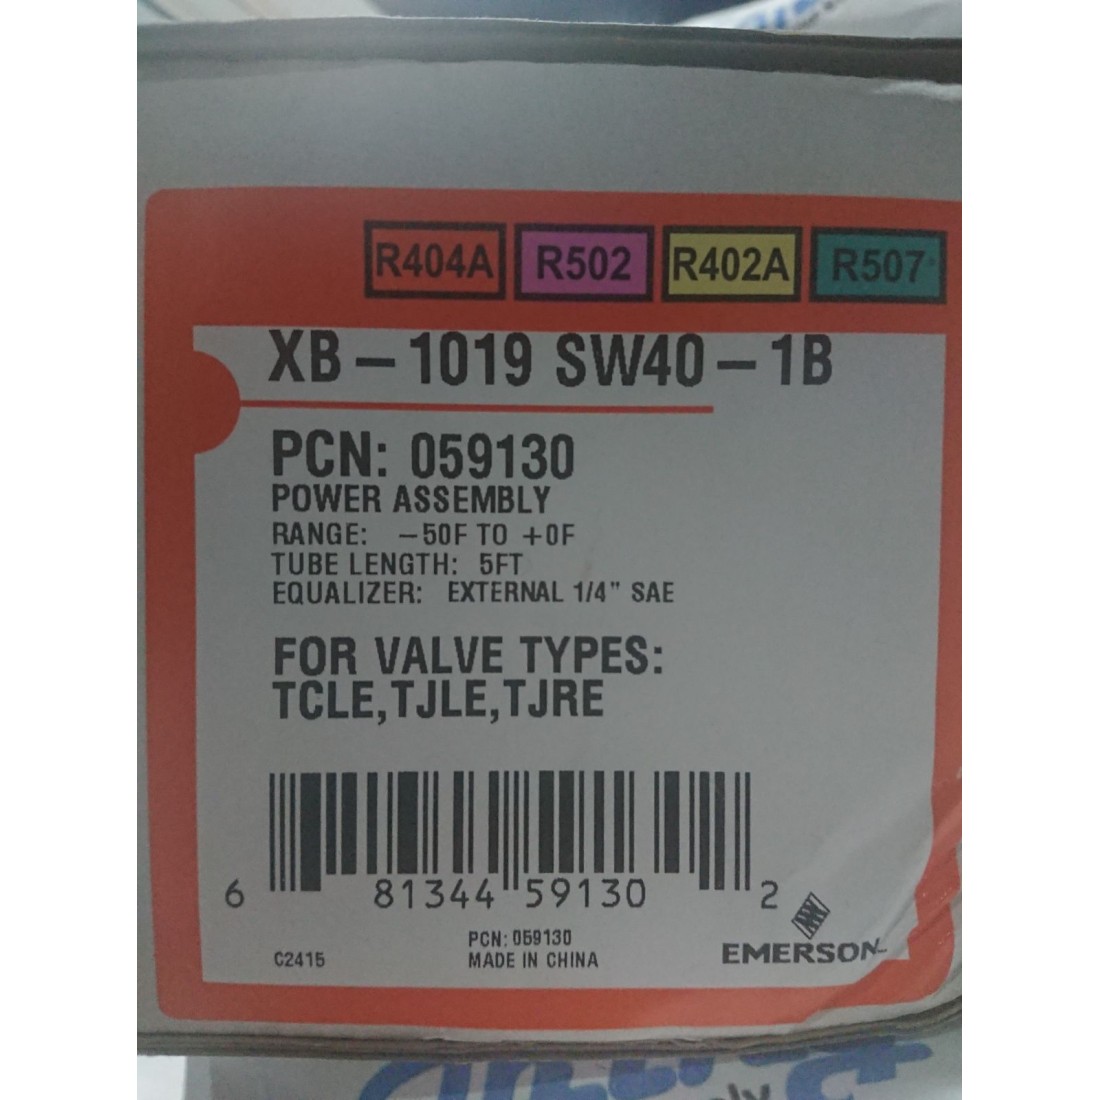 R404A R502 R402A R507
XB-1019 SW40-1B
PCN: 059130
POWER ASSEMBLY
RANGE: -50F TO +0F
TUBE LENGTH: 5FT
EQUALIZER: EXTERNAL 1/4" SAE
FOR VALVE TYPES:
TCLE,TJLE,TJRE
6 81344 59130 2
PCN: 059130
C2415 MADE IN CHINA
EMERSON